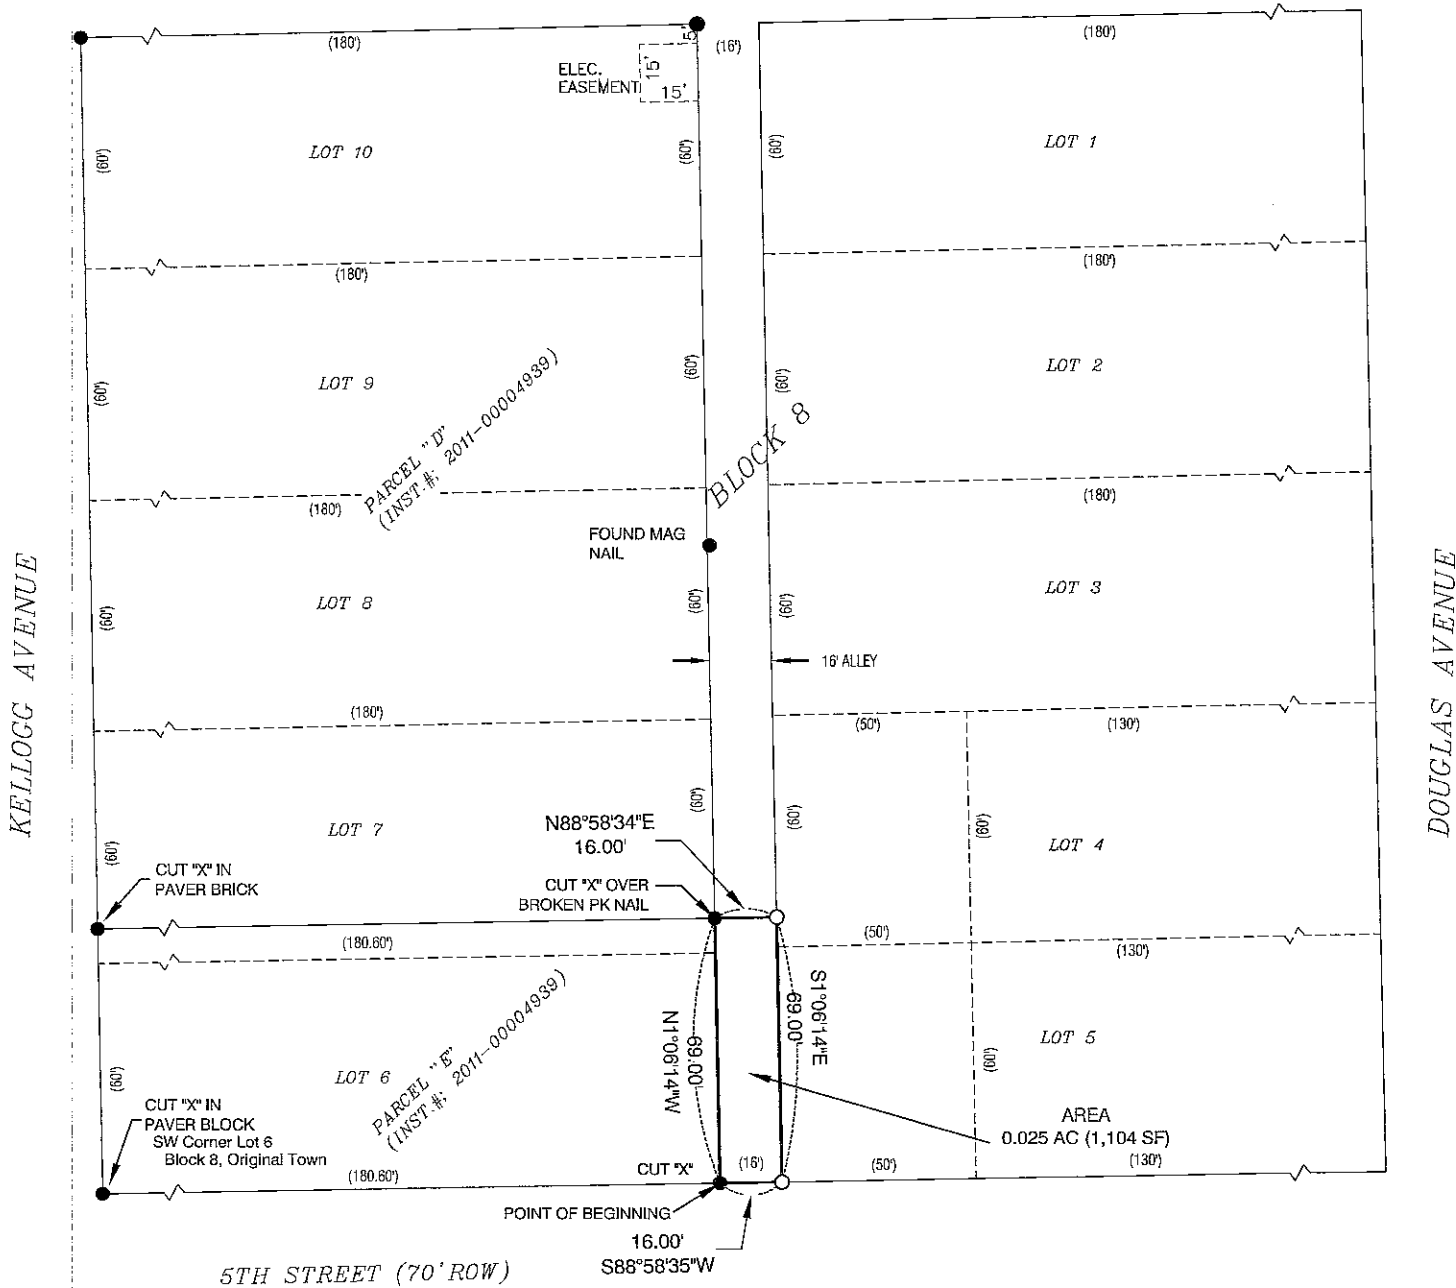 (180')
5'
(16')
(180')
ELEC.
EASEMENT
15'
15'
LOT 10
(60')
(60')
(60')
LOT 1
(180')
(180')
LOT 9
(60')
(60')
(60')
LOT 2
PARCEL "D"
(INST.#; 2011-00004939)
BLOCK 8
(180')
(180')
FOUND MAG
NAIL
LOT 8
(60')
(60')
(60')
LOT 3
KELLOGG AVENUE
DOUGLAS AVENUE
16' ALLEY
(180')
(50')
(130')
LOT 7
(60')
(60')
(60')
(60')
LOT 4
N88°58'34"E
16.00'
CUT "X" IN
PAVER BRICK
CUT "X" OVER
BROKEN PK NAIL
(180.60')
(50')
(130')
N1°06'14"W
69.00'
S1°06'14"E
69.00'
LOT 6
(60')
(60')
LOT 5
PARCEL "E"
(INST.#; 2011-00004939)
CUT "X" IN
PAVER BLOCK
SW Corner Lot 6
Block 8, Original Town
AREA
0.025 AC (1,104 SF)
(180.60')
CUT "X"
(16')
(50')
(130')
POINT OF BEGINNING
16.00'
S88°58'35"W
5TH STREET (70' ROW)